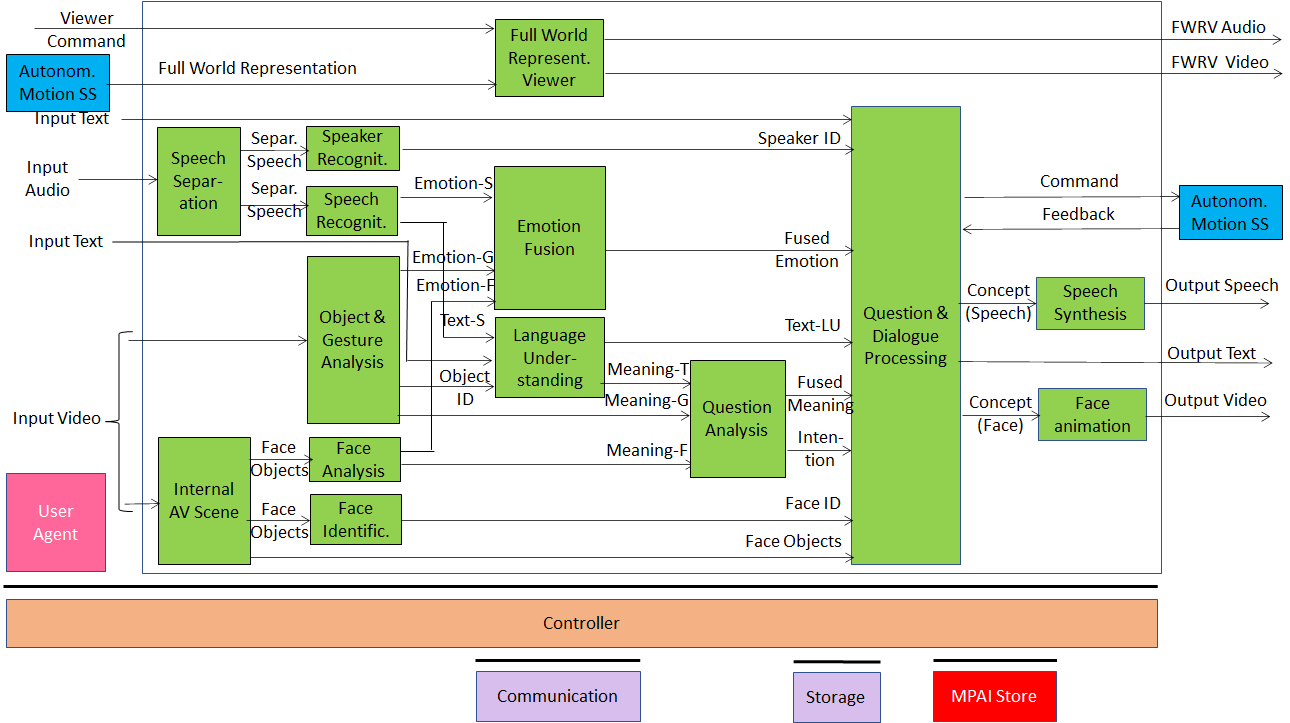 Viewer
Command
Full World
Represent.
Viewer
FWRV Audio
FWRV Video
Autonom.
Motion SS
Full World Representation
Input Text
Speaker ID
Input
Audio
Speech
Separ-
ation
Separ.
Speech
Speaker
Recognit.
Separ.
Speech
Speech
Recognit.
Emotion-S
Emotion
Fusion
Command
Feedback
Autonom.
Motion SS
Input Text
Emotion-G
Emotion-F
Fused
Emotion
Object &
Gesture
Analysis
Text-S
Language
Under-
standing
Text-LU
Question &
Dialogue
Processing
Concept
(Speech)
Speech
Synthesis
Output Speech
Output Text
Object
ID
Meaning-T
Meaning-G
Question
Analysis
Fused
Meaning
Concept
(Face)
Face
animation
Output Video
Input Video
Face
Objects
Face
Analysis
Meaning-F
Inten-
tion
Internal
AV Scene
User
Agent
Face
Objects
Face
Identific.
Face ID
Face Objects
Controller
Communication
Storage
MPAI Store